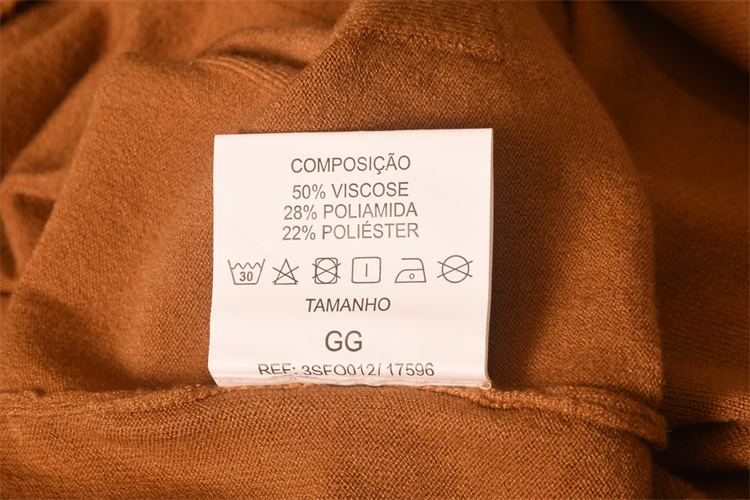 COMPOSIÇÃO
50% VISCOSE
28% POLIAMIDA
22% POLIÉSTER
30
TAMANHO
GG
REF: 3SFO012/ 17596